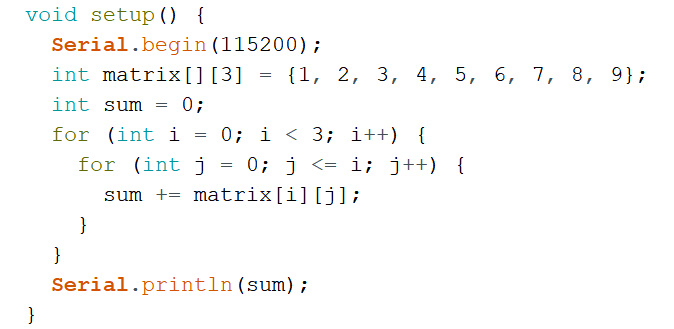 void setup() {
  Serial.begin(115200);
  int matrix[][3] = {1, 2, 3, 4, 5, 6, 7, 8, 9};
  int sum = 0;
  for (int i = 0; i < 3; i++) {
    for (int j = 0; j <= i; j++) {
      sum += matrix[i][j];
    }
  }
  Serial.println(sum);
}